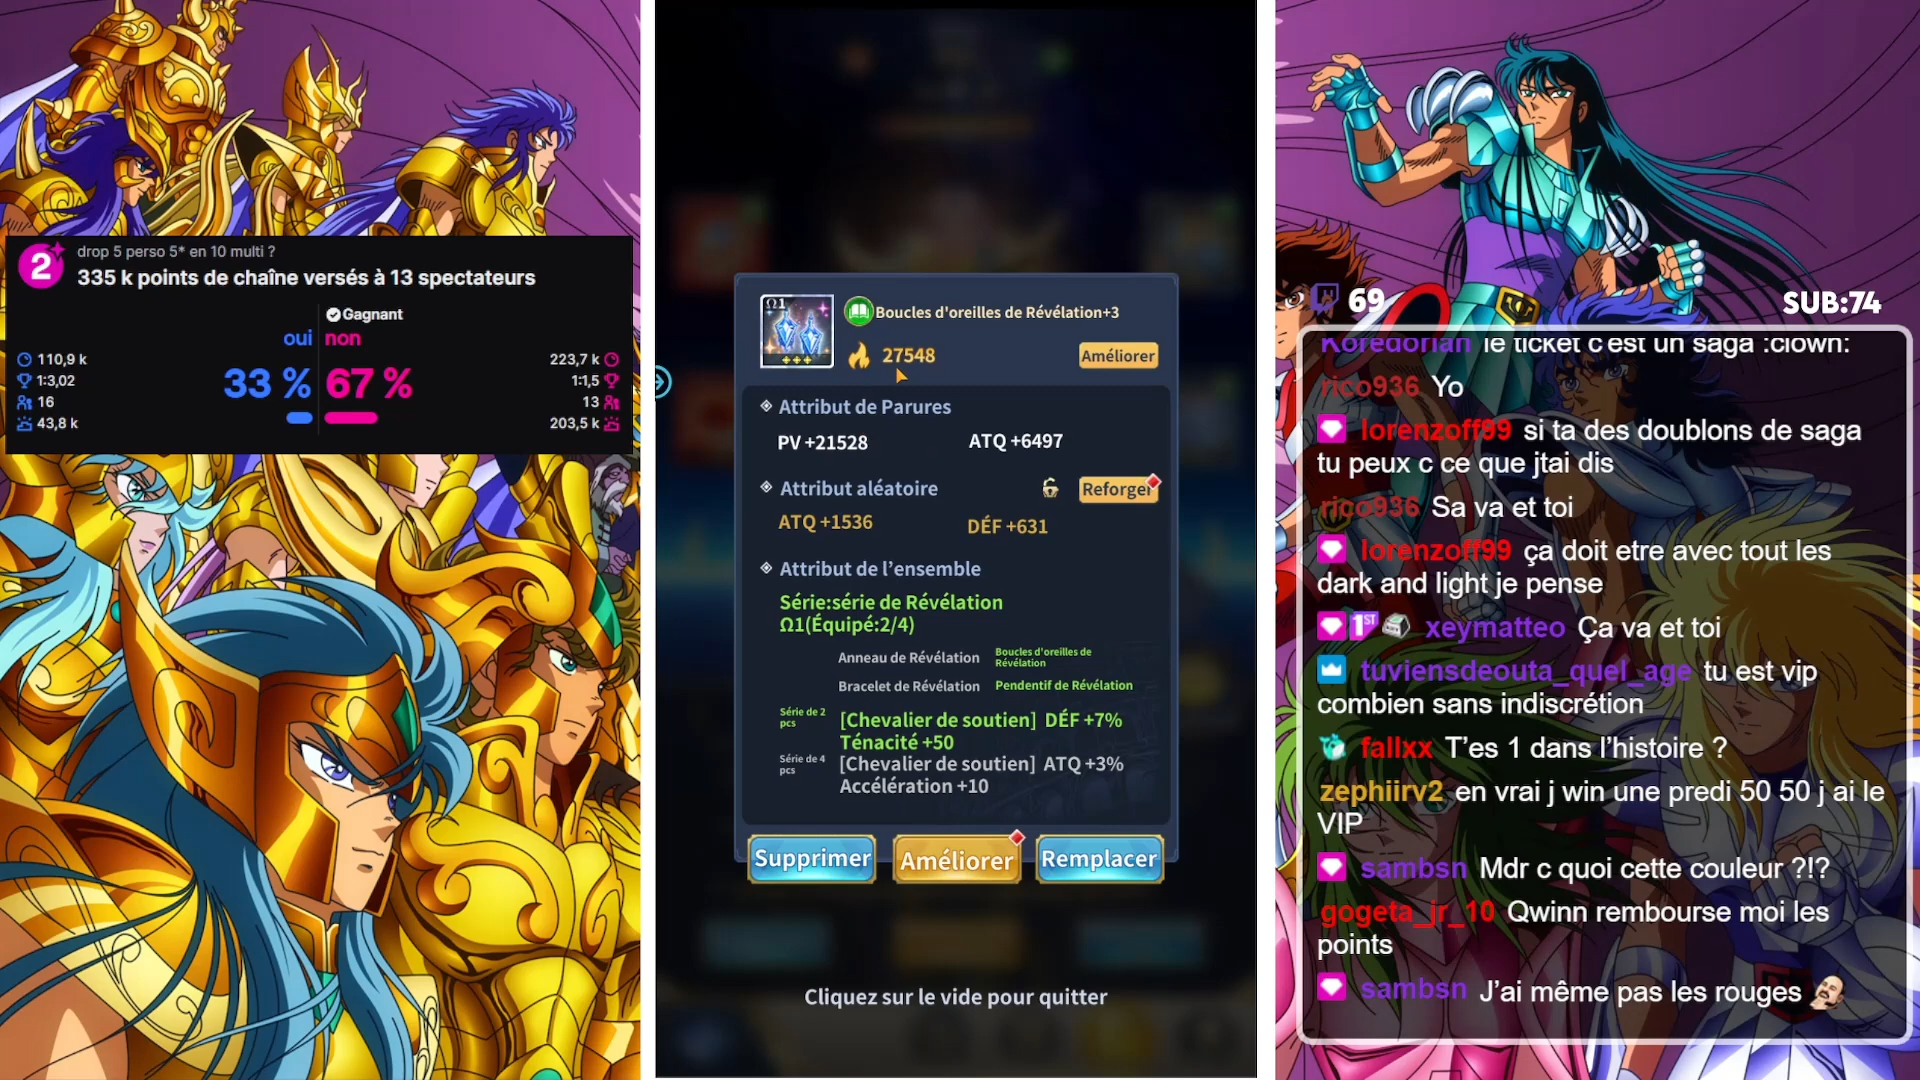 2
drop 5 perso 5* en 10 multi ?
335 k points de chaîne versés à 13 spectateurs
Gagnant
oui non
110,9 k
1:3,02
16
43,8 k
33 % 67 %
223,7 k
1:1,5
13
203,5 k
Ω1
Boucles d'oreilles de Révélation+3
27548
Améliorer
Attribut de Parures
PV +21528 ATQ +6497
Attribut aléatoire
Reforger
ATQ +1536 DÉF +631
Attribut de l'ensemble
Série:série de Révélation
Ω1(Équipé:2/4)
Anneau de Révélation
Boucles d'oreilles de
Révélation
Bracelet de Révélation Pendentif de Révélation
Série de 2
pcs
[Chevalier de soutien] DÉF +7%
Ténacité +50
Série de 4
pcs
[Chevalier de soutien] ATQ +3%
Accélération +10
Supprimer Améliorer Remplacer
Cliquez sur le vide pour quitter
69 SUB:74
Koredorian le ticket c'est un saga :clown:
rico936 Yo
lorenzoff99 si ta des doublons de saga
tu peux c ce que jtai dis
rico936 Sa va et toi
lorenzoff99 ça doit etre avec tout les
dark and light je pense
1ST xeymatteo Ça va et toi
tuviensdeouta_quel_age tu est vip
combien sans indiscrétion
fallxx T'es 1 dans l'histoire ?
zephiirv2 en vrai j win une predi 50 50 j ai le
VIP
sambsn Mdr c quoi cette couleur ?!?
gogeta_jr_10 Qwinn rembourse moi les
points
sambsn J'ai même pas les rouges